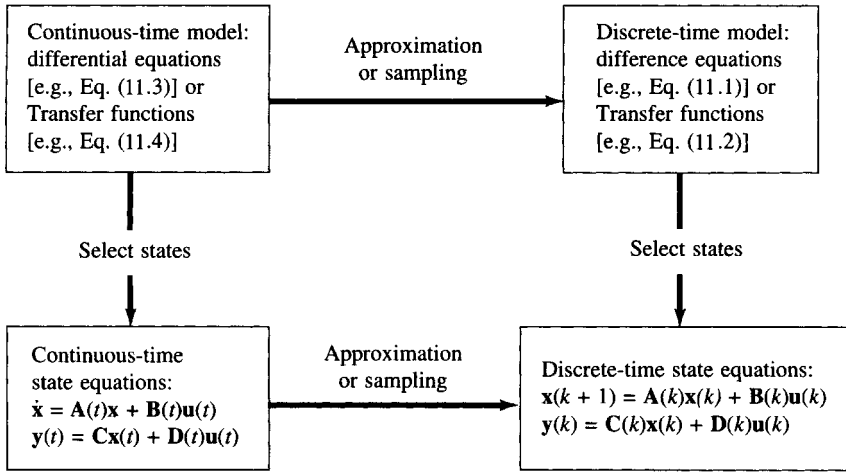 Continuous-time model:
differential equations
[e.g., Eq. (11.3)] or
Transfer functions
[e.g., Eq. (11.4)]
Approximation
or sampling
Discrete-time model:
difference equations
[e.g., Eq. (11.1)] or
Transfer functions
[e.g., Eq. (11.2)]
Select states
Select states
Continuous-time
state equations:
ẋ = A(t)x + B(t)u(t)
y(t) = Cx(t) + D(t)u(t)
Approximation
or sampling
Discrete-time state equations:
x(k + 1) = A(k)x(k) + B(k)u(k)
y(k) = C(k)x(k) + D(k)u(k)